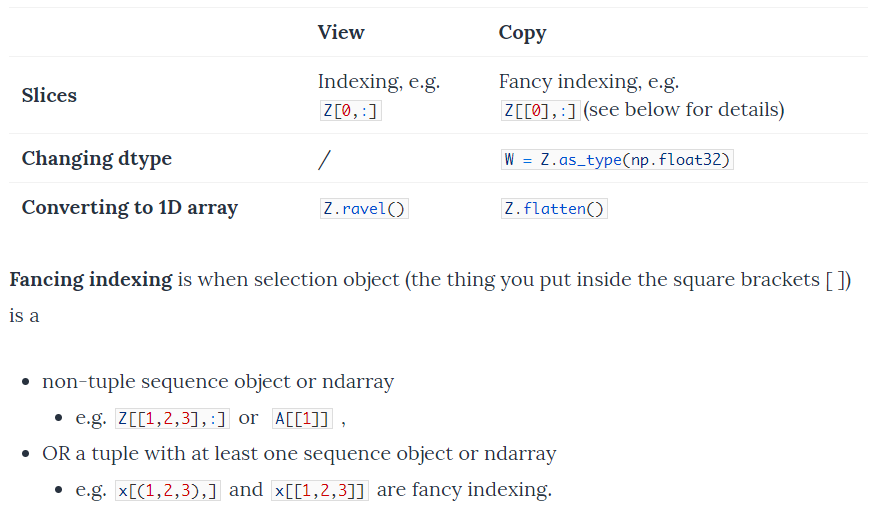 View Copy
Indexing, e.g. Fancy indexing, e.g.
Slices
Z[0,:] Z[[0],:] (see below for details)
Changing dtype / W = Z.as_type(np.float32)
Converting to 1D array Z.ravel() Z.flatten()
Fancing indexing is when selection object (the thing you put inside the square brackets [ ])
is a
• non-tuple sequence object or ndarray
• e.g. Z[[1,2,3],:] or A[[1]] ,
• OR a tuple with at least one sequence object or ndarray
• e.g. x[(1,2,3),] and x[[1,2,3]] are fancy indexing.